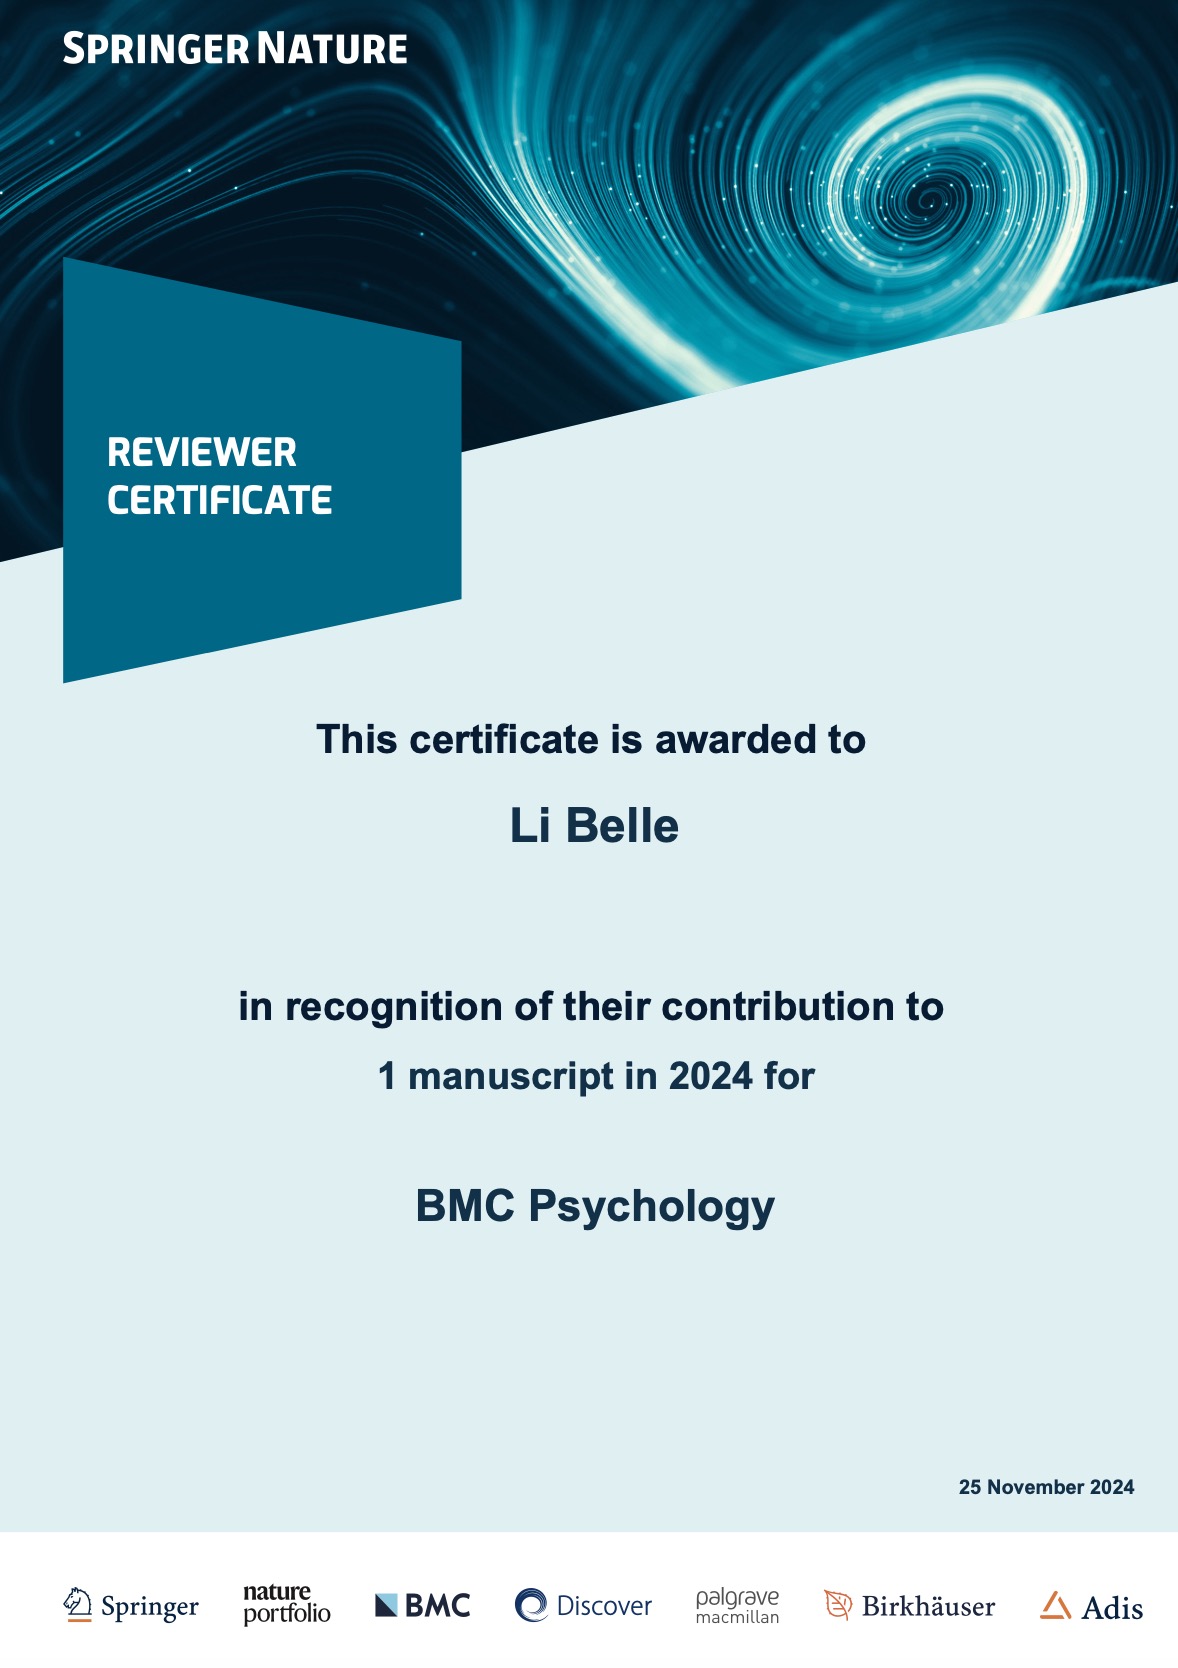 SPRINGER NATURE
REVIEWER
CERTIFICATE
This certificate is awarded to
Li Belle
in recognition of their contribution to
1 manuscript in 2024 for
BMC Psychology
25 November 2024
Springer
nature portfolio
BMC
Discover
palgrave macmillan
Birkhäuser
Adis